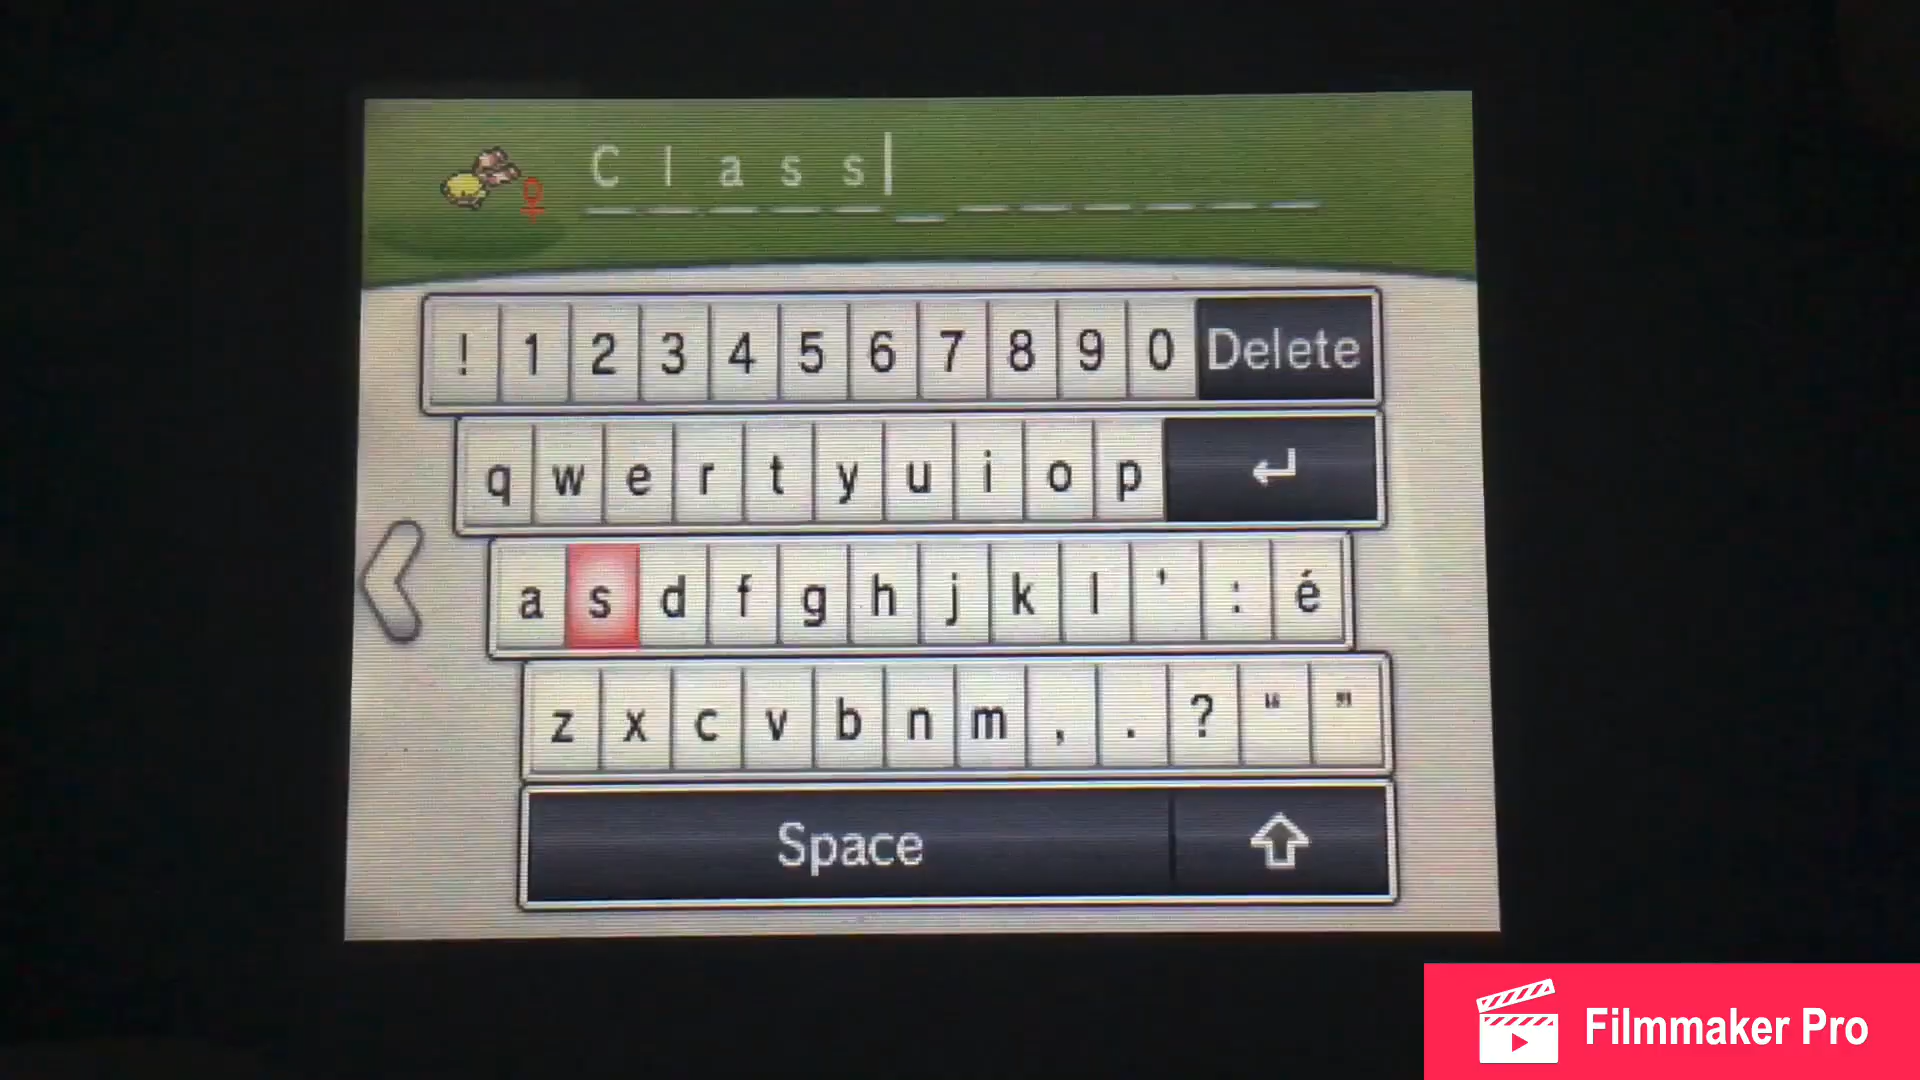 ♀ Class
! 1 2 3 4 5 6 7 8 9 0 Delete
q w e r t y u i o p ↵
a s d f g h j k l ' : é
z x c v b n m , . ? “ ”
Space
Filmmaker Pro